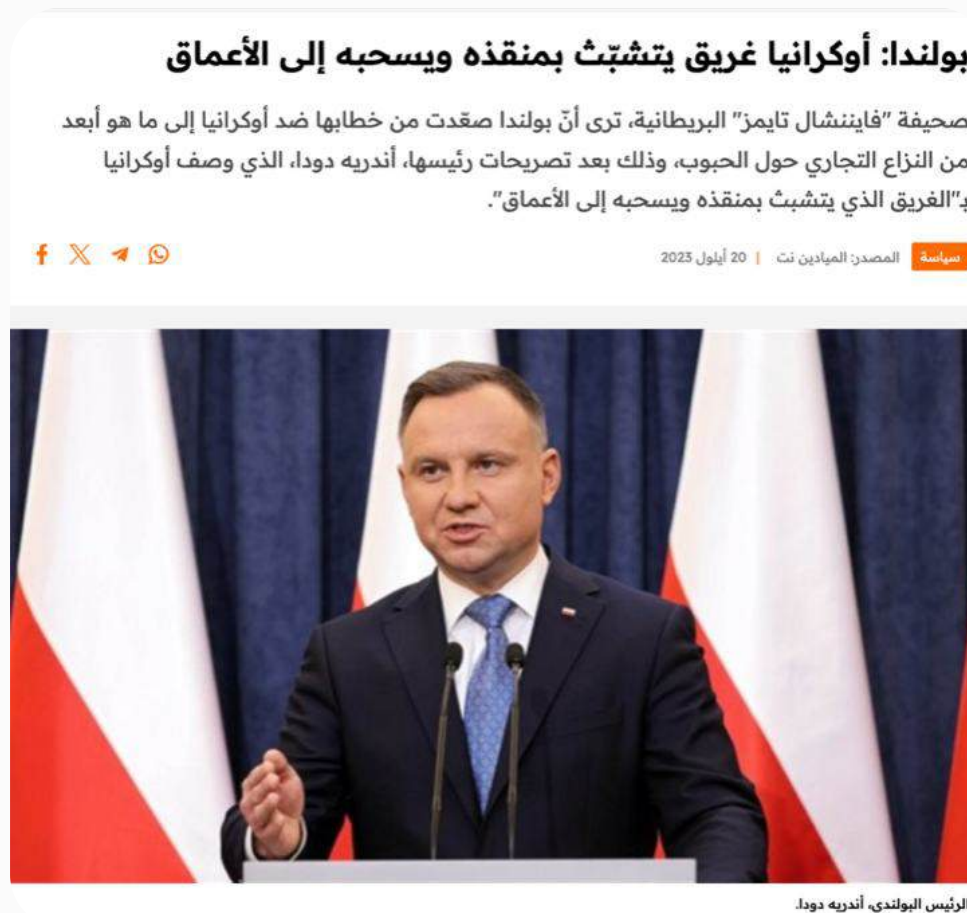 بولندا: أوكرانيا غريق يتشبّث بمنقذه ويسحبه إلى الأعماق
صحيفة "فايننشال تايمز" البريطانية، ترى أنّ بولندا صعّدت من خطابها ضد أوكرانيا إلى ما هو أبعد
من النزاع التجاري حول الحبوب، وذلك بعد تصريحات رئيسها، أندريه دودا، الذي وصف أوكرانيا
بـ"الغريق الذي يتشبث بمنقذه ويسحبه إلى الأعماق".
سياسة المصدر: الميادين نت | 20 أيلول 2023
الرئيس البولندي، أندريه دودا.